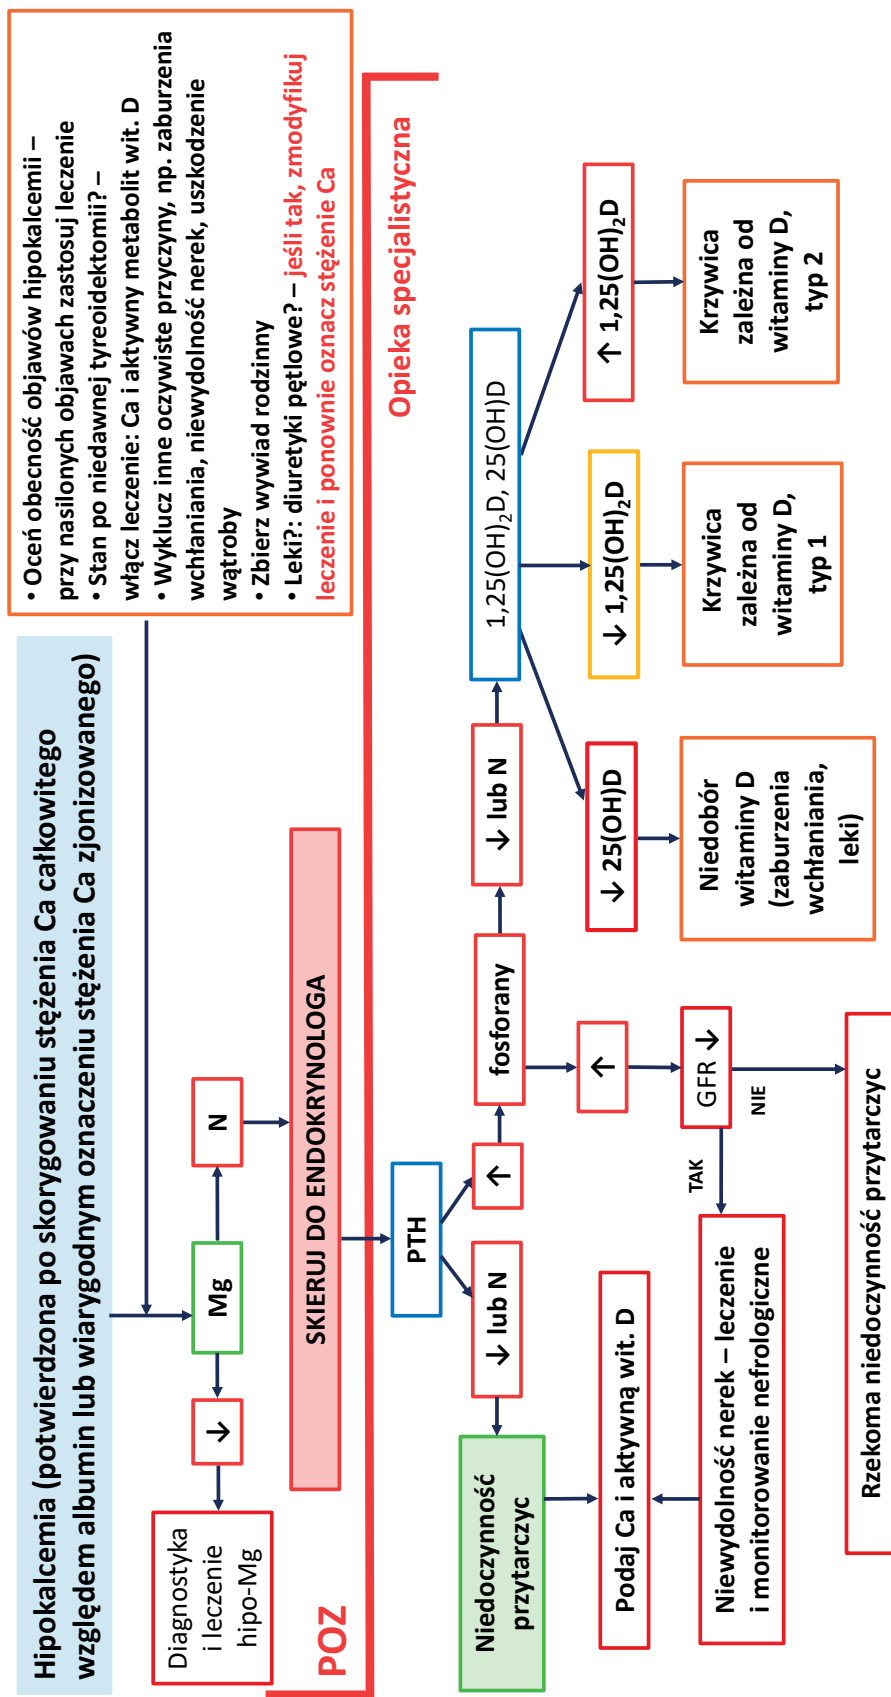 Hipokalcemia (potwierdzona po skorygowaniu stężenia Ca całkowitego
względem albumin lub wiarygodnym oznaczeniu stężenia Ca zjonizowanego)
• Oceń obecność objawów hipokalcemii –
przy nasilonych objawach zastosuj leczenie
• Stan po niedawnej tyreoidektomii? –
włącz leczenie: Ca i aktywny metabolit wit. D
• Wyklucz inne oczywiste przyczyny, np. zaburzenia
wchłaniania, niewydolność nerek, uszkodzenie
wątroby
• Zbierz wywiad rodzinny
• Leki?: diuretyki pętlowe? – jeśli tak, zmodyfikuj
leczenie i ponownie oznacz stężenie Ca
Mg
↓
N
Diagnostyka
i leczenie
hipo-Mg
SKIERUJ DO ENDOKRYNOLOGA
POZ
Opieka specjalistyczna
PTH
↓ lub N
↑
fosforany
↓ lub N
1,25(OH)₂D, 25(OH)D
Niedoczynność
przytarczyc
↑
↓ 25(OH)D
↓ 1,25(OH)₂D
↑ 1,25(OH)₂D
Podaj Ca i aktywną wit. D
GFR ↓
TAK
NIE
Niedobór
witaminy D
(zaburzenia
wchłaniania,
leki)
Krzywica
zależna od
witaminy D,
typ 1
Krzywica
zależna od
witaminy D,
typ 2
Niewydolność nerek – leczenie
i monitorowanie nefrologiczne
Rzekoma niedoczynność przytarczyc